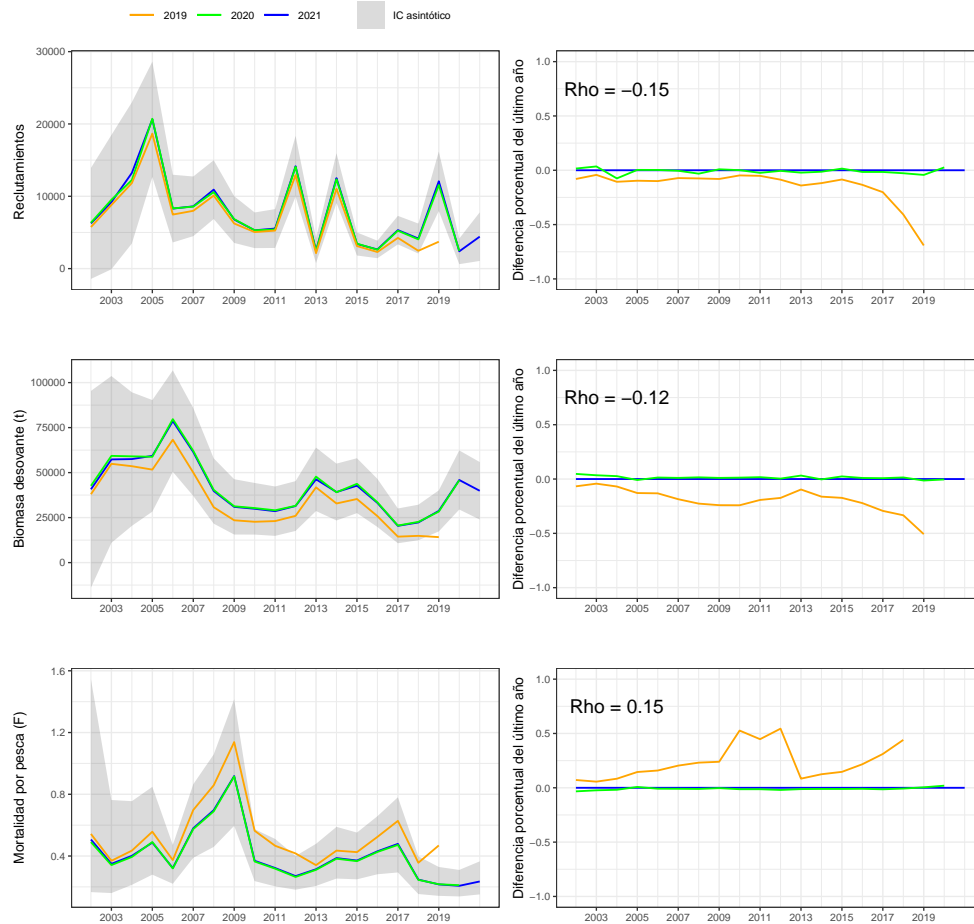 2019 2020 2021 IC asintótico
Reclutamientos
30000
20000
10000
0
2003 2005 2007 2009 2011 2013 2015 2017 2019
Diferencia porcentual del último año
Rho = −0.15
1.0
0.5
0.0
−0.5
−1.0
2003 2005 2007 2009 2011 2013 2015 2017 2019
Biomasa desovante (t)
100000
75000
50000
25000
0
2003 2005 2007 2009 2011 2013 2015 2017 2019
Diferencia porcentual del último año
Rho = −0.12
1.0
0.5
0.0
−0.5
−1.0
2003 2005 2007 2009 2011 2013 2015 2017 2019
Mortalidad por pesca (F)
1.6
1.2
0.8
0.4
2003 2005 2007 2009 2011 2013 2015 2017 2019
Diferencia porcentual del último año
Rho = 0.15
1.0
0.5
0.0
−0.5
−1.0
2003 2005 2007 2009 2011 2013 2015 2017 2019